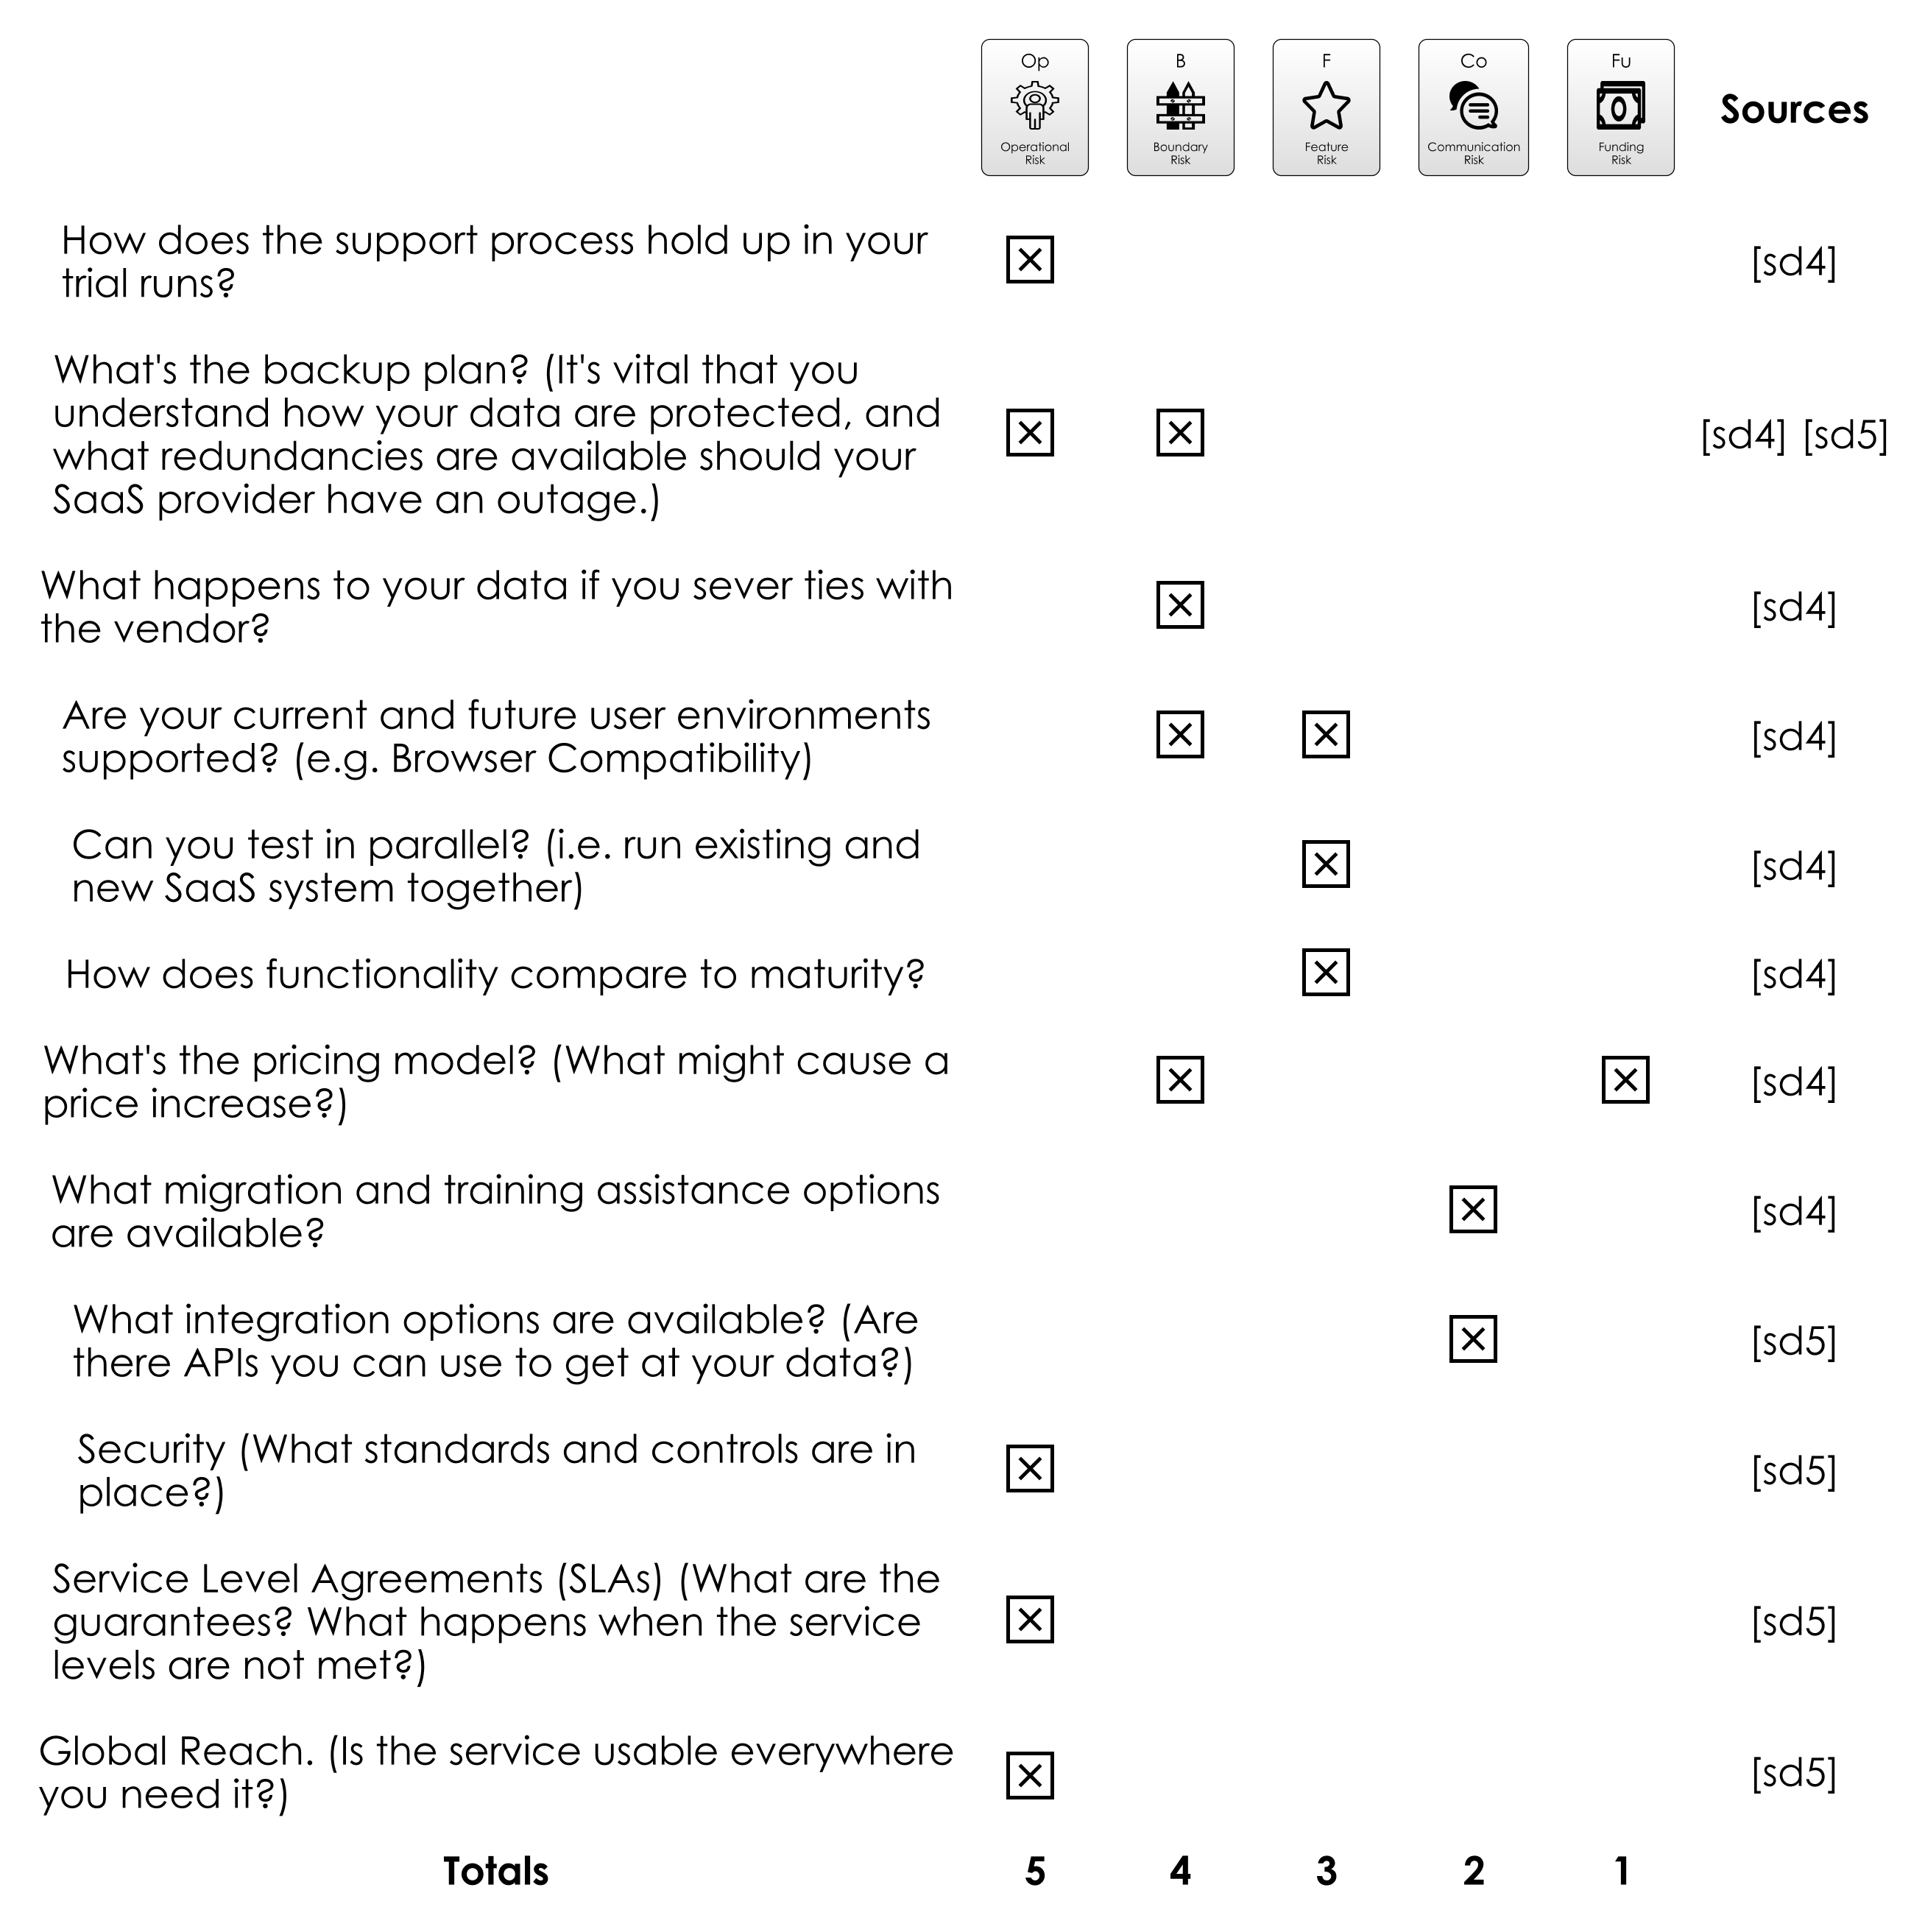 Op B F Co Fu
Operational Risk Boundary Risk Feature Risk Communication Risk Funding Risk Sources
How does the support process hold up in your
trial runs?
[sd4]
What's the backup plan? (It's vital that you
understand how your data are protected, and
what redundancies are available should your
SaaS provider have an outage.)
[sd4] [sd5]
What happens to your data if you sever ties with
the vendor?
[sd4]
Are your current and future user environments
supported? (e.g. Browser Compatibility)
[sd4]
Can you test in parallel? (i.e. run existing and
new SaaS system together)
[sd4]
How does functionality compare to maturity?
[sd4]
What's the pricing model? (What might cause a
price increase?)
[sd4]
What migration and training assistance options
are available?
[sd4]
What integration options are available? (Are
there APIs you can use to get at your data?)
[sd5]
Security (What standards and controls are in
place?)
[sd5]
Service Level Agreements (SLAs) (What are the
guarantees? What happens when the service
levels are not met?)
[sd5]
Global Reach. (Is the service usable everywhere
you need it?)
[sd5]
Totals 5 4 3 2 1